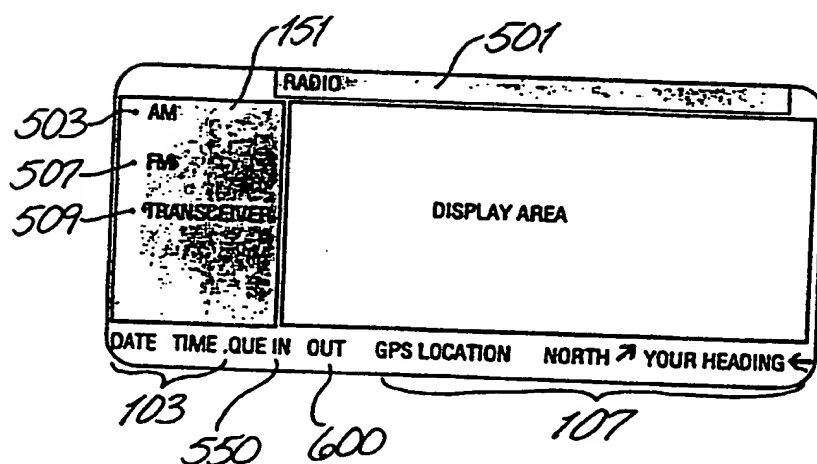 151 501
RADIO
503 AM
507 FM
509 TRANSCEIVER
DISPLAY AREA
DATE TIME .QUE IN OUT GPS LOCATION NORTH ↗ YOUR HEADING ←
103 550 600 107